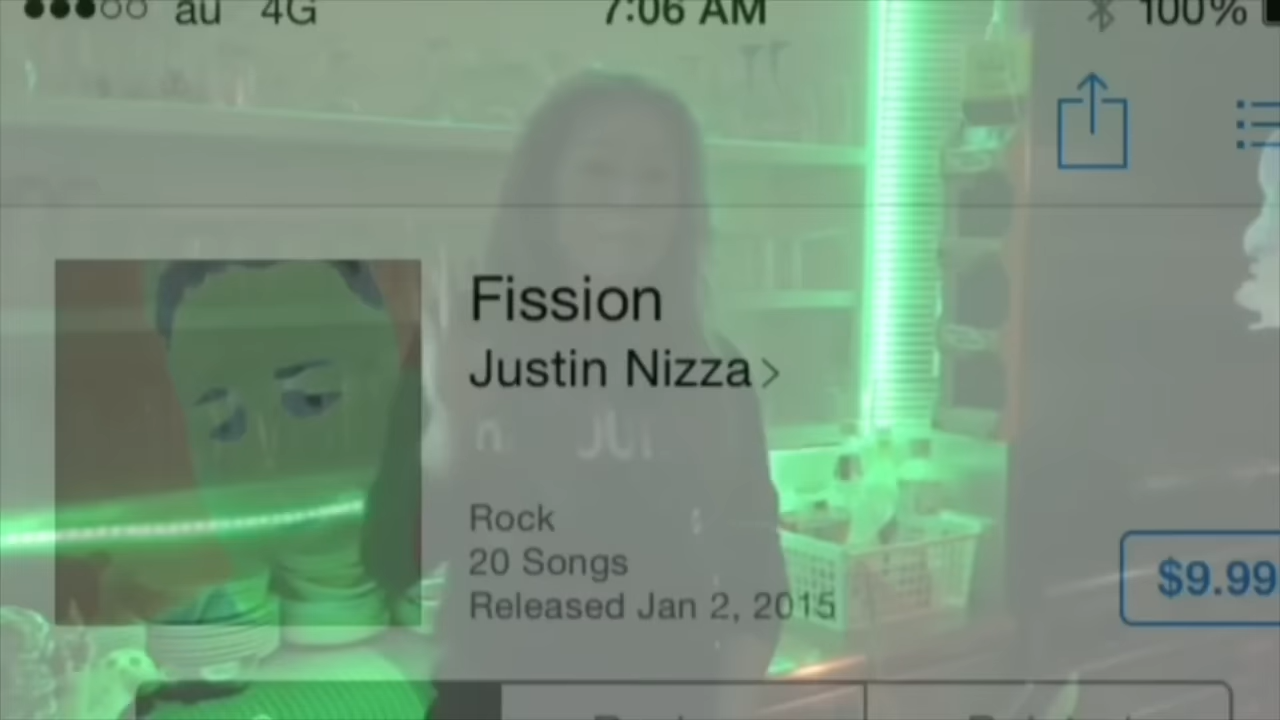 au 4G 7:06 AM 100%
Fission
Justin Nizza
Rock
20 Songs
Released Jan 2, 2015
$9.99